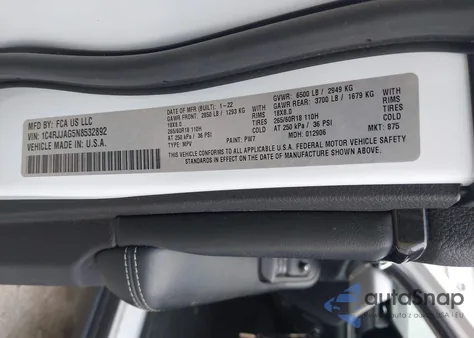 MFD BY: FCA US LLC
DATE OF MFR (BUILT): 1-22
GVWR: 6500 LB / 2949 KG
GAWR FRONT: 2850 LB / 1293 KG
GAWR REAR: 3700 LB / 1679 KG
WITH
18X8.0
RIMS
18X8.0
RIMS
265/60R18 110H
TIRES
265/60R18 110H
TIRES
AT 250 kPa / 36 PSI
AT 250 kPa / 36 PSI
VIN: 1C4RJJAG5N8532892
TYPE: MPV
PAINT: PW7
MDH: 012906
MKT: 875
VEHICLE MADE IN: U.S.A.
THIS VEHICLE CONFORMS TO ALL APPLICABLE U.S.A. FEDERAL MOTOR VEHICLE SAFETY
CERTIFICATION STANDARDS IN EFFECT ON THE DATE OF MANUFACTURE SHOWN ABOVE.
autoSnap